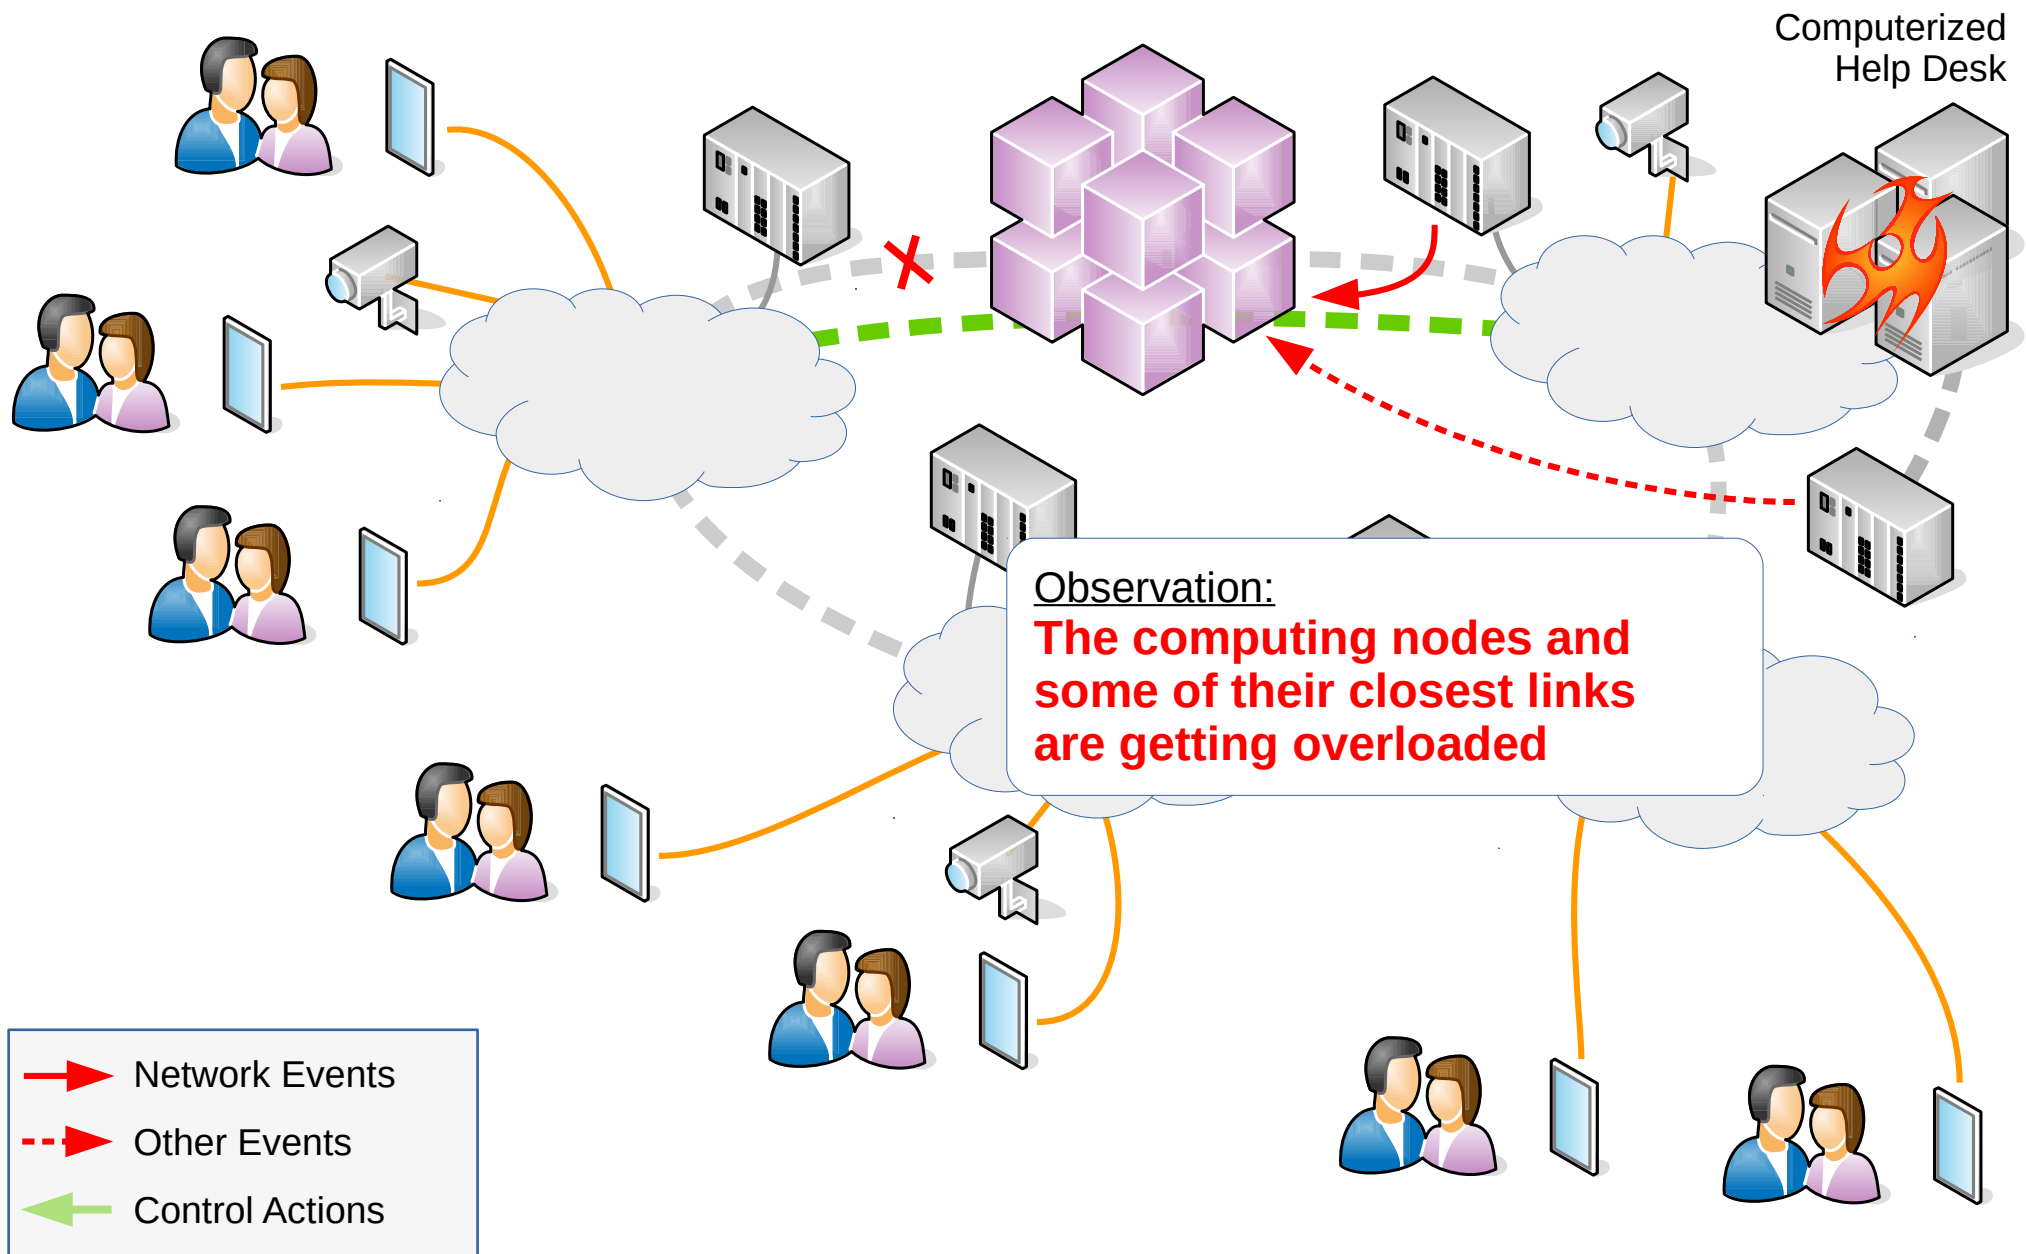 Computerized
Help Desk
Observation:
The computing nodes and
some of their closest links
are getting overloaded
Network Events
Other Events
Control Actions